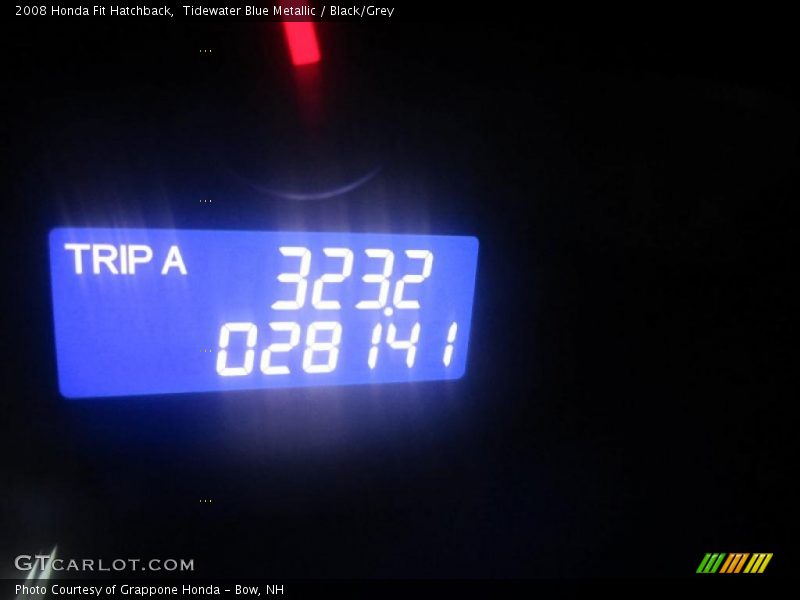 2008 Honda Fit Hatchback,  Tidewater Blue Metallic / Black/Grey
TRIP A 323.2
028141
GTCARLOT.COM
Photo Courtesy of Grappone Honda - Bow, NH